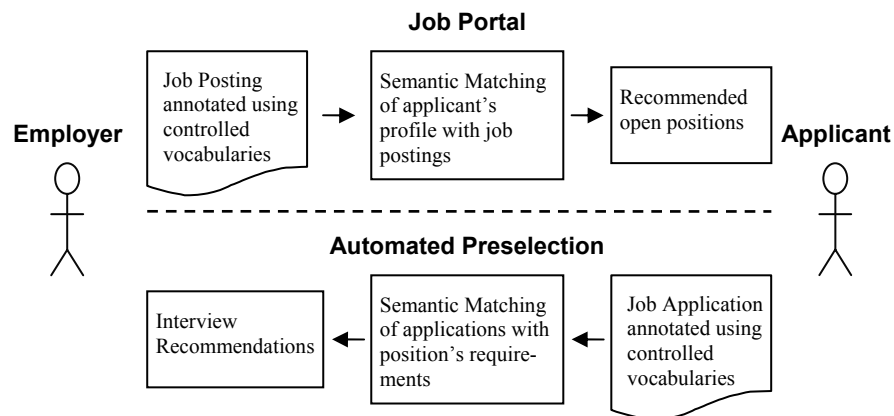 Job Portal
Employer
Job Posting
annotated using
controlled
vocabularies
Semantic Matching
of applicant's
profile with job
postings
Recommended
open positions
Applicant
Automated Preselection
Interview
Recommendations
Semantic Matching
of applications with
position's require-
ments
Job Application
annotated using
controlled
vocabularies